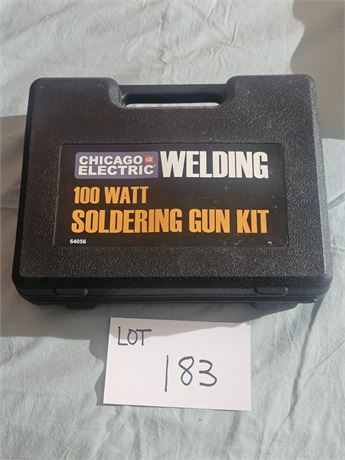 CHICAGO ELECTRIC WELDING
100 WATT
SOLDERING GUN KIT
64056
LOT
183